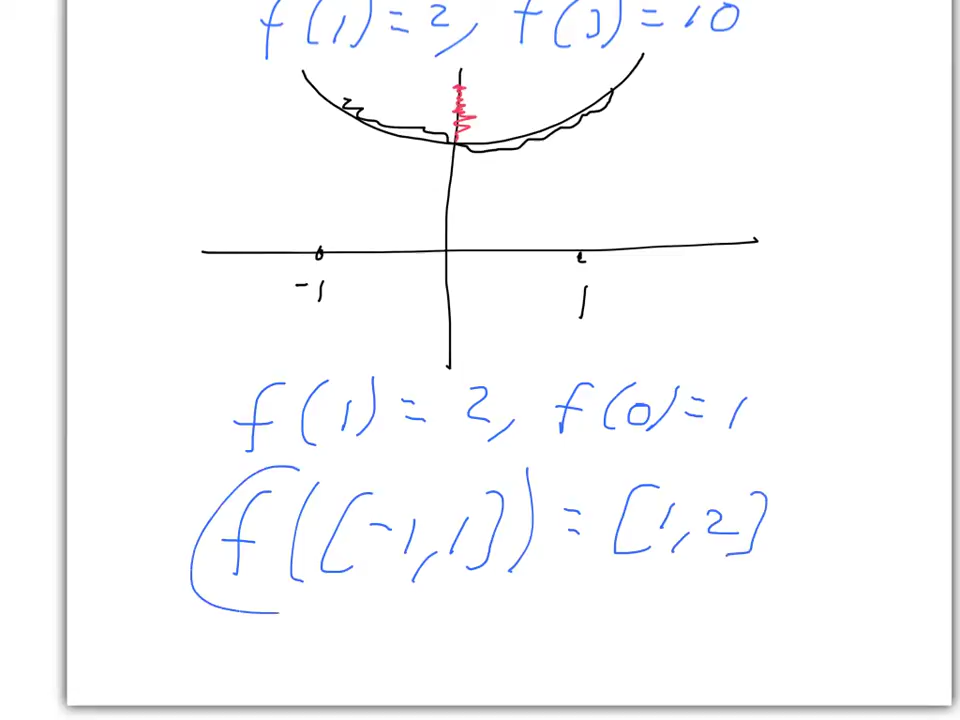 f(1)=2, f(3)=10
-1
1
f(1)=2, f(0)=1
f([-1,1])=[1,2]